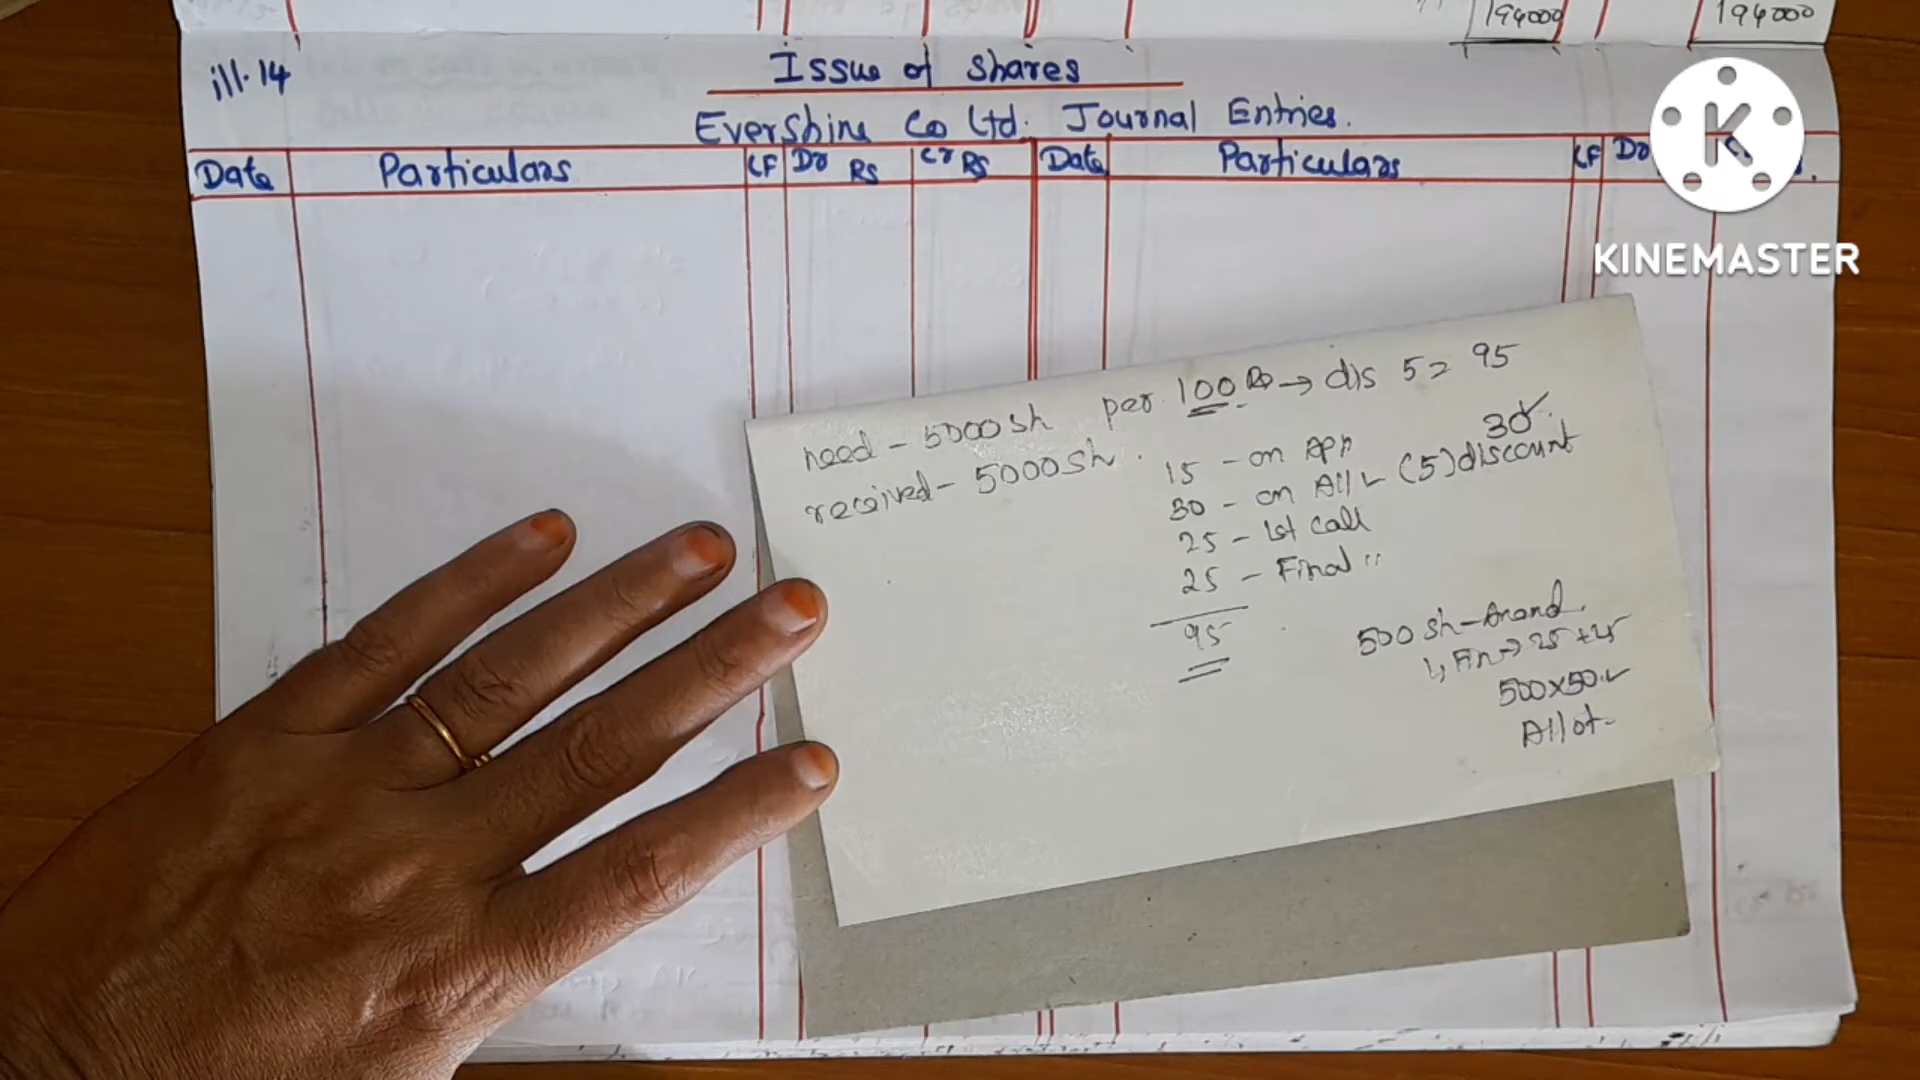 194000 194000
ill.14 Issue of Shares
Evershine Co Ltd. Journal Entries.
Date Particulars LF Dr Rs Cr Rs Date Particulars LF Dr
KINEMASTER
need - 5000 sh per 100 Rs → dis 5 = 95
received - 5000 sh.
15 - on App 30
30 - on All (5) discount
25 - 1st Call
25 - Final "
95
500 sh - Anand.
Fin → 25 + 25
500 x 50
Allot -